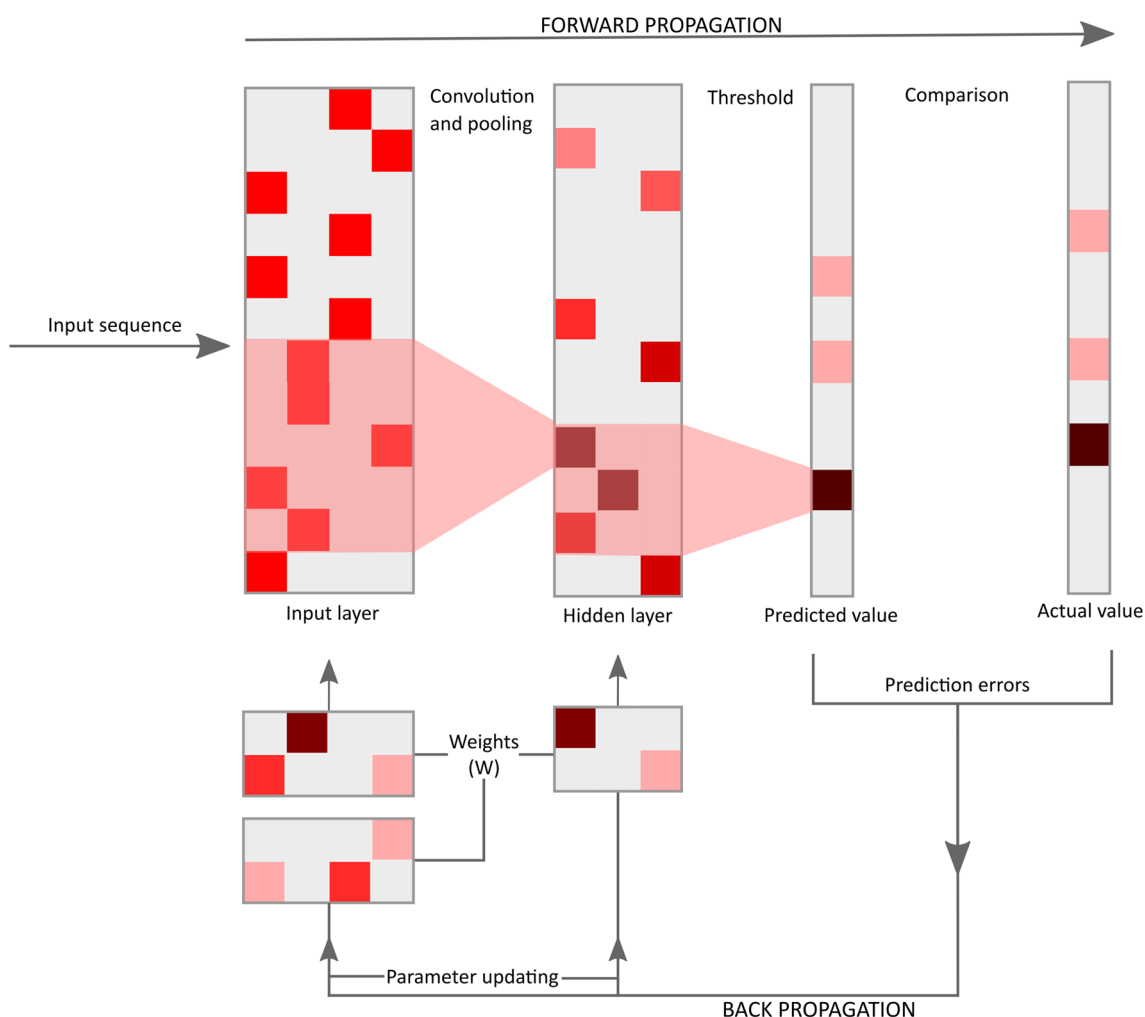 FORWARD PROPAGATION
Convolution
and pooling
Threshold
Comparison
Input sequence
Input layer
Hidden layer
Predicted value
Actual value
Prediction errors
Weights
(W)
Parameter updating
BACK PROPAGATION